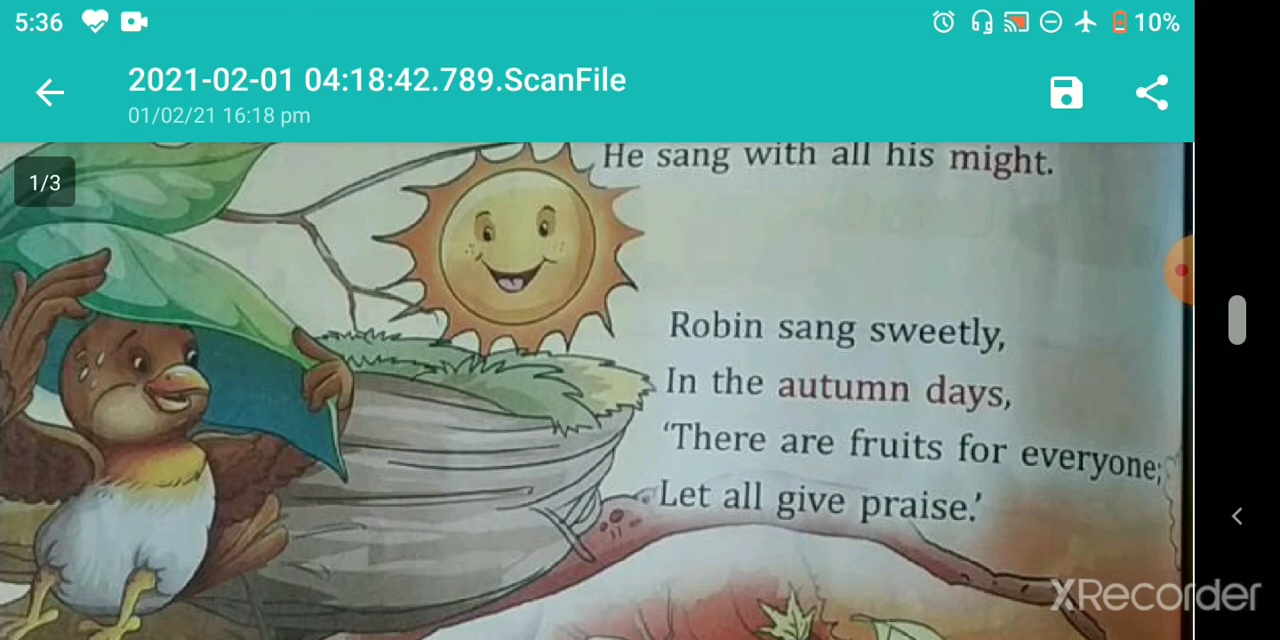 5:36
10%
2021-02-01 04:18:42.789.ScanFile
01/02/21 16:18 pm
1/3
He sang with all his might.
Robin sang sweetly,
In the autumn days,
‘There are fruits for everyone;
Let all give praise.’
XRecorder